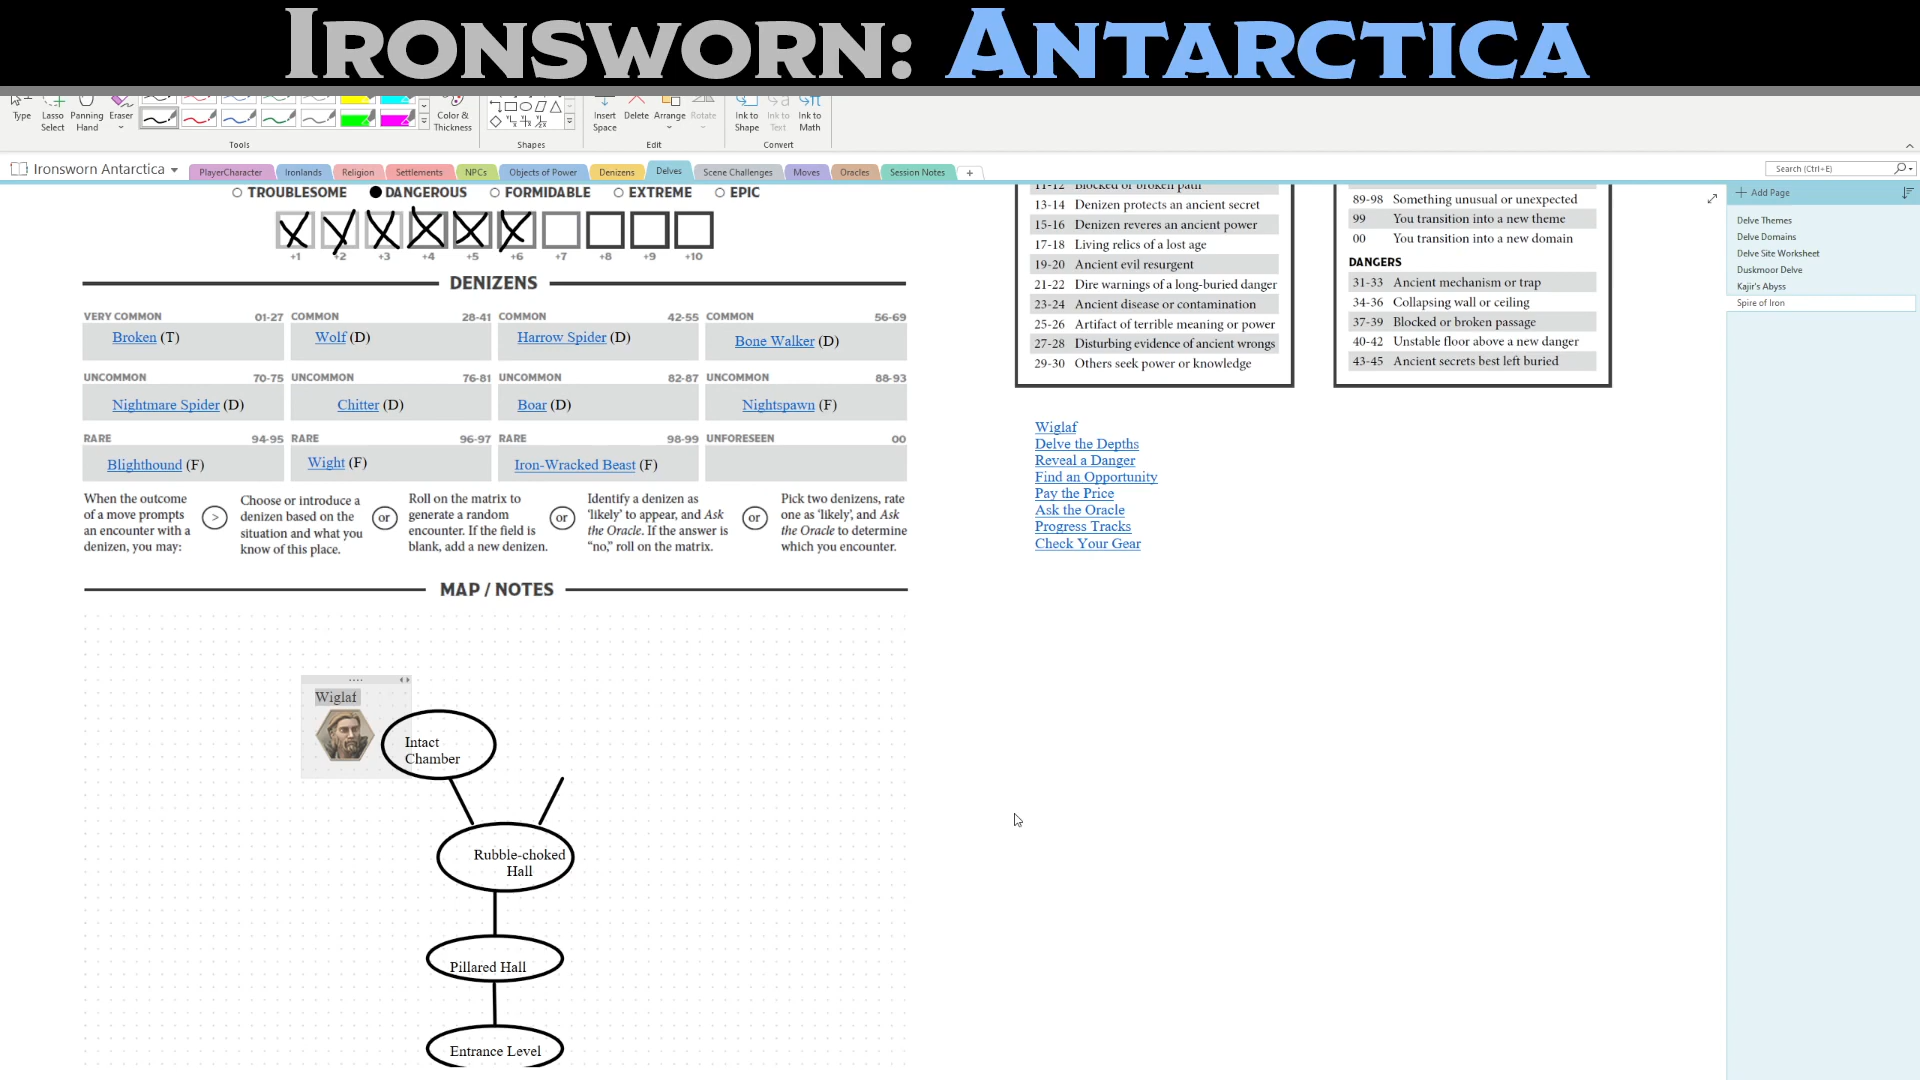 IRONSWORN: ANTARCTICA
Type
Lasso
Select
Panning
Hand
Eraser
Color &
Thickness
Insert
Space
Delete
Arrange
Rotate
Ink to
Shape
Ink to
Text
Ink to
Math
Tools
Shapes
Edit
Convert
Ironsworn Antarctica
PlayerCharacter
Ironlands
Religion
Settlements
NPCs
Objects of Power
Denizens
Delves
Scene Challenges
Moves
Oracles
Session Notes
Search (Ctrl+E)
TROUBLESOME DANGEROUS FORMIDABLE EXTREME EPIC
+1 +2 +3 +4 +5 +6 +7 +8 +9 +10
DENIZENS
VERY COMMON 01-27 COMMON 28-41 COMMON 42-55 COMMON 56-69
Broken (T) Wolf (D) Harrow Spider (D) Bone Walker (D)
UNCOMMON 70-75 UNCOMMON 76-81 UNCOMMON 82-87 UNCOMMON 88-93
Nightmare Spider (D) Chitter (D) Boar (D) Nightspawn (F)
RARE 94-95 RARE 96-97 RARE 98-99 UNFORESEEN 00
Blighthound (F) Wight (F) Iron-Wracked Beast (F)
When the outcome
of a move prompts
an encounter with a
denizen, you may:
>
Choose or introduce a
denizen based on the
situation and what you
know of this place.
or
Roll on the matrix to
generate a random
encounter. If the field is
blank, add a new denizen.
or
Identify a denizen as
'likely' to appear, and Ask
the Oracle. If the answer is
"no," roll on the matrix.
or
Pick two denizens, rate
one as 'likely', and Ask
the Oracle to determine
which you encounter.
MAP / NOTES
Wiglaf
Intact
Chamber
Rubble-choked
Hall
Pillared Hall
Entrance Level
11-12 Blocked or broken path
13-14 Denizen protects an ancient secret
15-16 Denizen reveres an ancient power
17-18 Living relics of a lost age
19-20 Ancient evil resurgent
21-22 Dire warnings of a long-buried danger
23-24 Ancient disease or contamination
25-26 Artifact of terrible meaning or power
27-28 Disturbing evidence of ancient wrongs
29-30 Others seek power or knowledge
89-98 Something unusual or unexpected
99 You transition into a new theme
00 You transition into a new domain
DANGERS
31-33 Ancient mechanism or trap
34-36 Collapsing wall or ceiling
37-39 Blocked or broken passage
40-42 Unstable floor above a new danger
43-45 Ancient secrets best left buried
Wiglaf
Delve the Depths
Reveal a Danger
Find an Opportunity
Pay the Price
Ask the Oracle
Progress Tracks
Check Your Gear
Add Page
Delve Themes
Delve Domains
Delve Site Worksheet
Duskmoor Delve
Kajir's Abyss
Spire of Iron